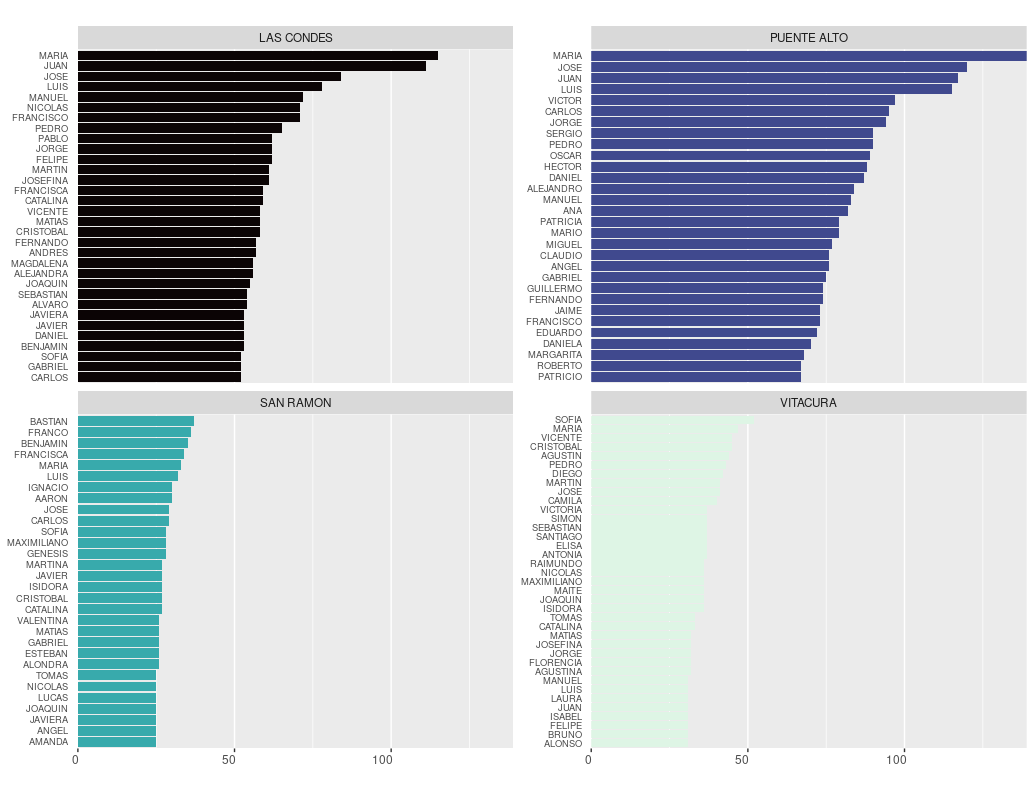 LAS CONDES
MARIA
JUAN
JOSE
LUIS
MANUEL
NICOLAS
FRANCISCO
PEDRO
PABLO
JORGE
FELIPE
MARTIN
JOSEFINA
FRANCISCA
CATALINA
VICENTE
MATIAS
CRISTOBAL
FERNANDO
ANDRES
MAGDALENA
ALEJANDRA
JOAQUIN
SEBASTIAN
ALVARO
JAVIERA
JAVIER
DANIEL
BENJAMIN
SOFIA
GABRIEL
CARLOS
PUENTE ALTO
MARIA
JOSE
JUAN
LUIS
VICTOR
CARLOS
JORGE
SERGIO
PEDRO
OSCAR
HECTOR
DANIEL
ALEJANDRO
MANUEL
ANA
PATRICIA
MARIO
MIGUEL
CLAUDIO
ANGEL
GABRIEL
GUILLERMO
FERNANDO
JAIME
FRANCISCO
EDUARDO
DANIELA
MARGARITA
ROBERTO
PATRICIO
SAN RAMON
BASTIAN
FRANCO
BENJAMIN
FRANCISCA
MARIA
LUIS
IGNACIO
AARON
JOSE
CARLOS
SOFIA
MAXIMILIANO
GENESIS
MARTINA
JAVIER
ISIDORA
CRISTOBAL
CATALINA
VALENTINA
MATIAS
GABRIEL
ESTEBAN
ALONDRA
TOMAS
NICOLAS
LUCAS
JOAQUIN
JAVIERA
ANGEL
AMANDA
0 50 100
VITACURA
SOFIA
MARIA
VICENTE
CRISTOBAL
AGUSTIN
PEDRO
DIEGO
MARTIN
JOSE
CAMILA
VICTORIA
SIMON
SEBASTIAN
SANTIAGO
ELISA
ANTONIA
RAIMUNDO
NICOLAS
MAXIMILIANO
MAITE
JOAQUIN
ISIDORA
TOMAS
CATALINA
MATIAS
JOSEFINA
JORGE
FLORENCIA
AGUSTINA
MANUEL
LUIS
LAURA
JUAN
ISABEL
FELIPE
BRUNO
ALONSO
0 50 100